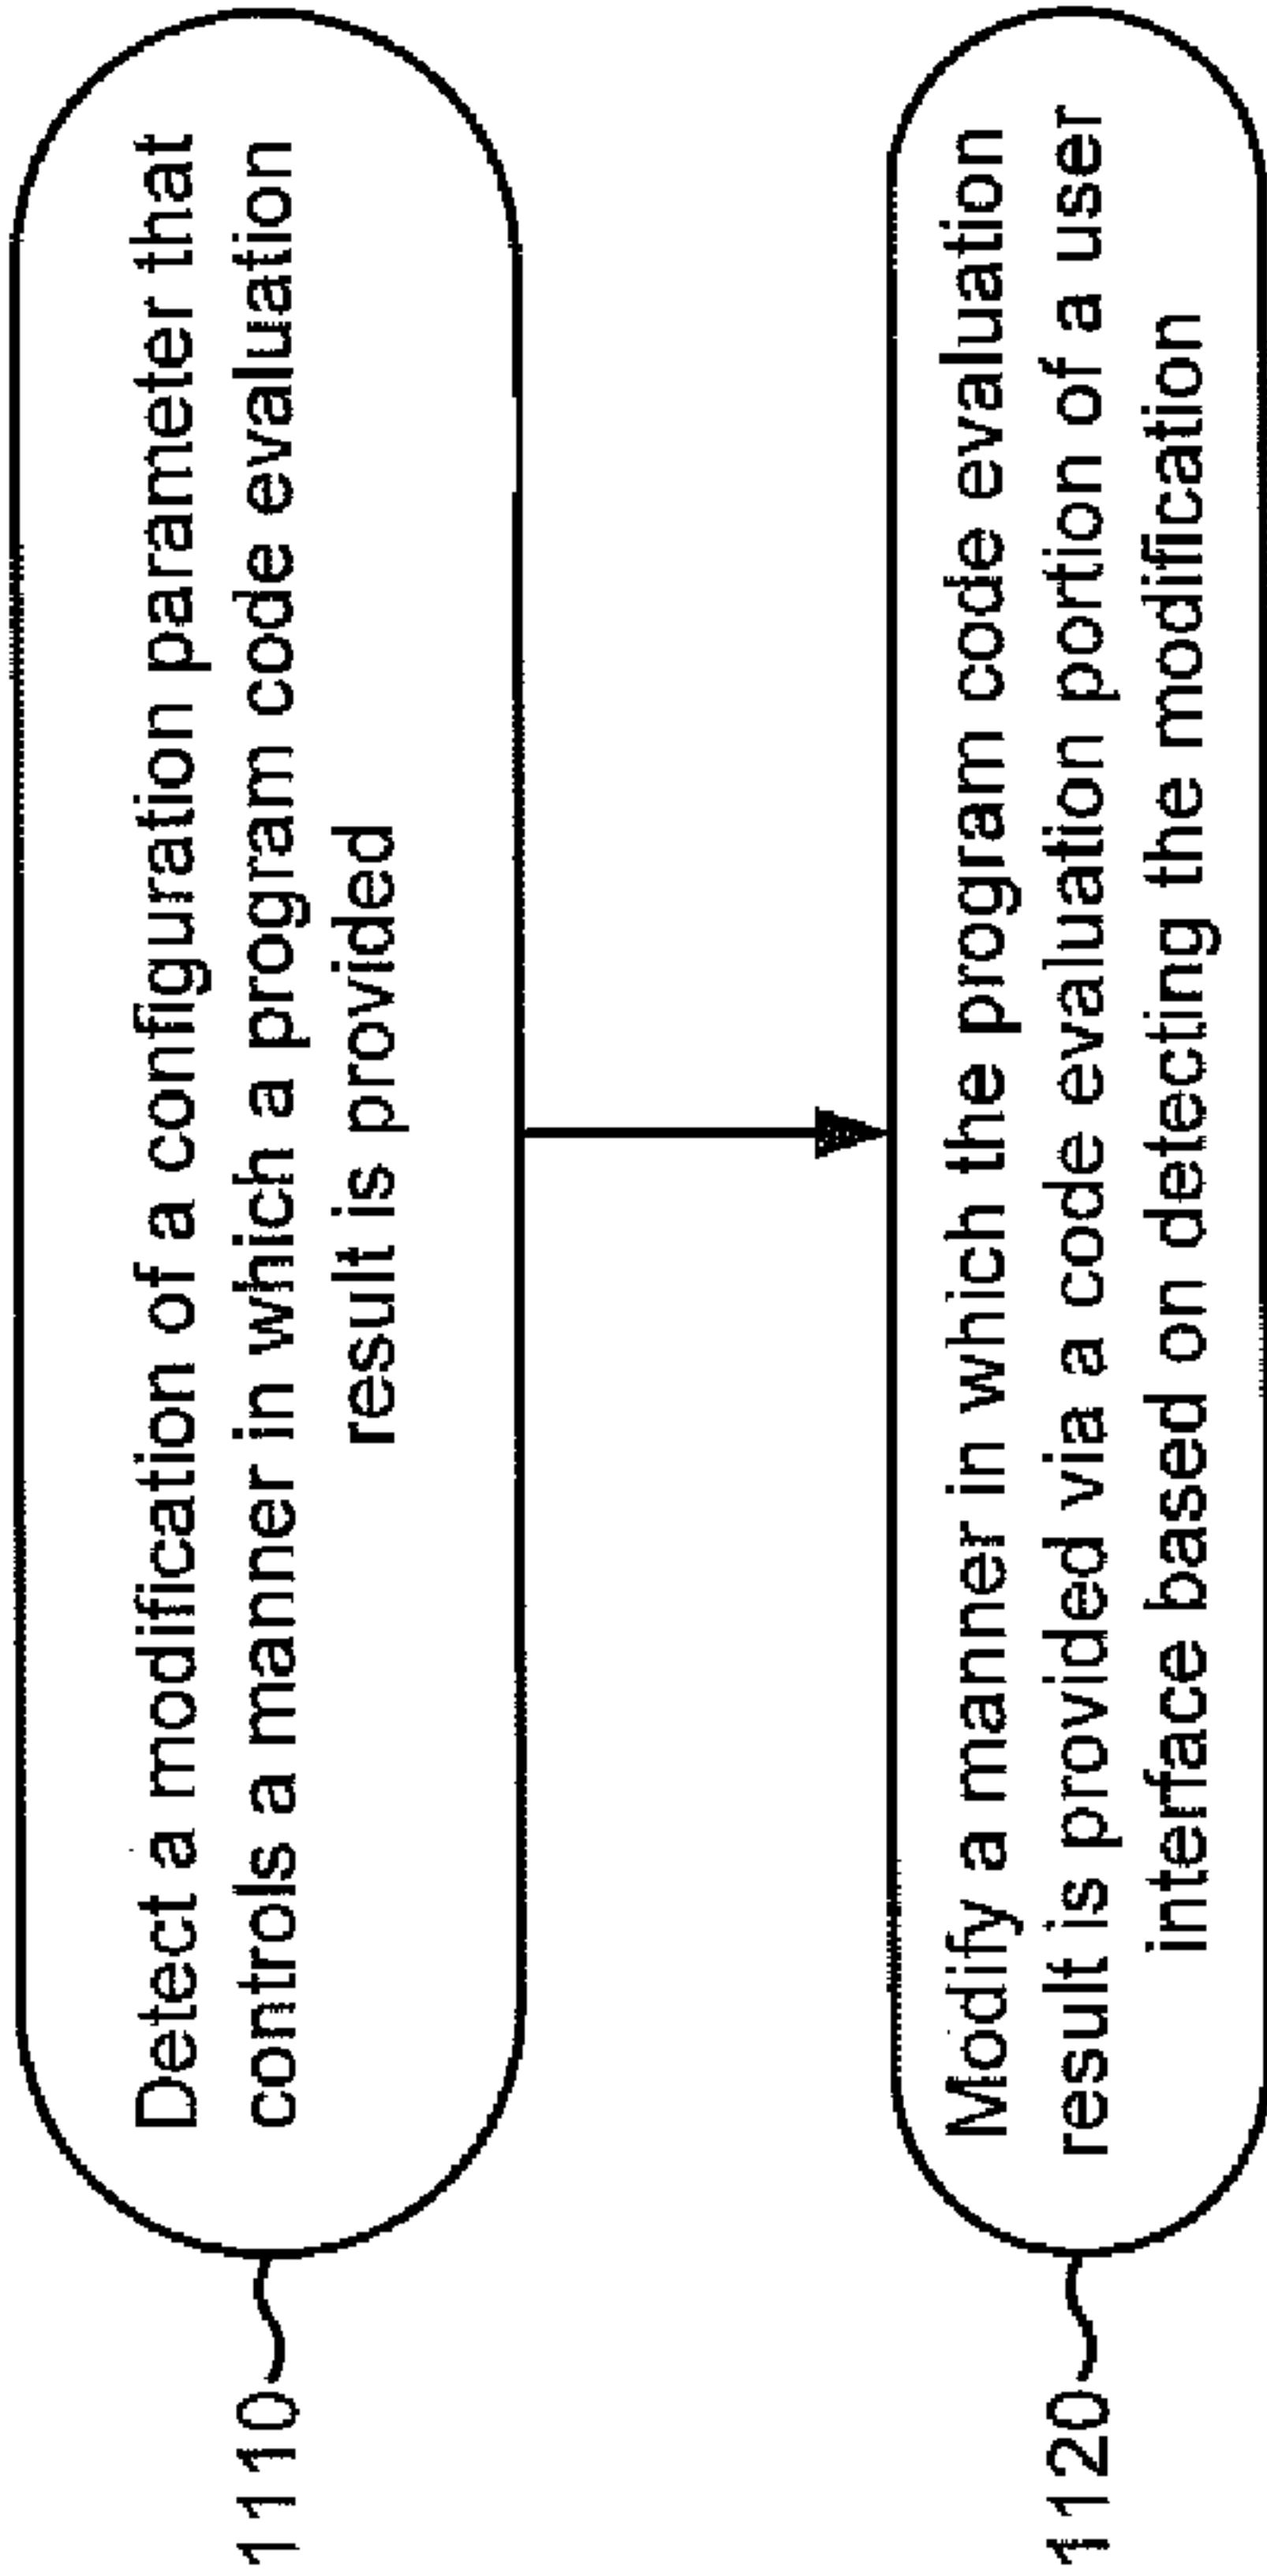 1110
Detect a modification of a configuration parameter that
controls a manner in which a program code evaluation
result is provided
1120
Modify a manner in which the program code evaluation
result is provided via a code evaluation portion of a user
interface based on detecting the modification